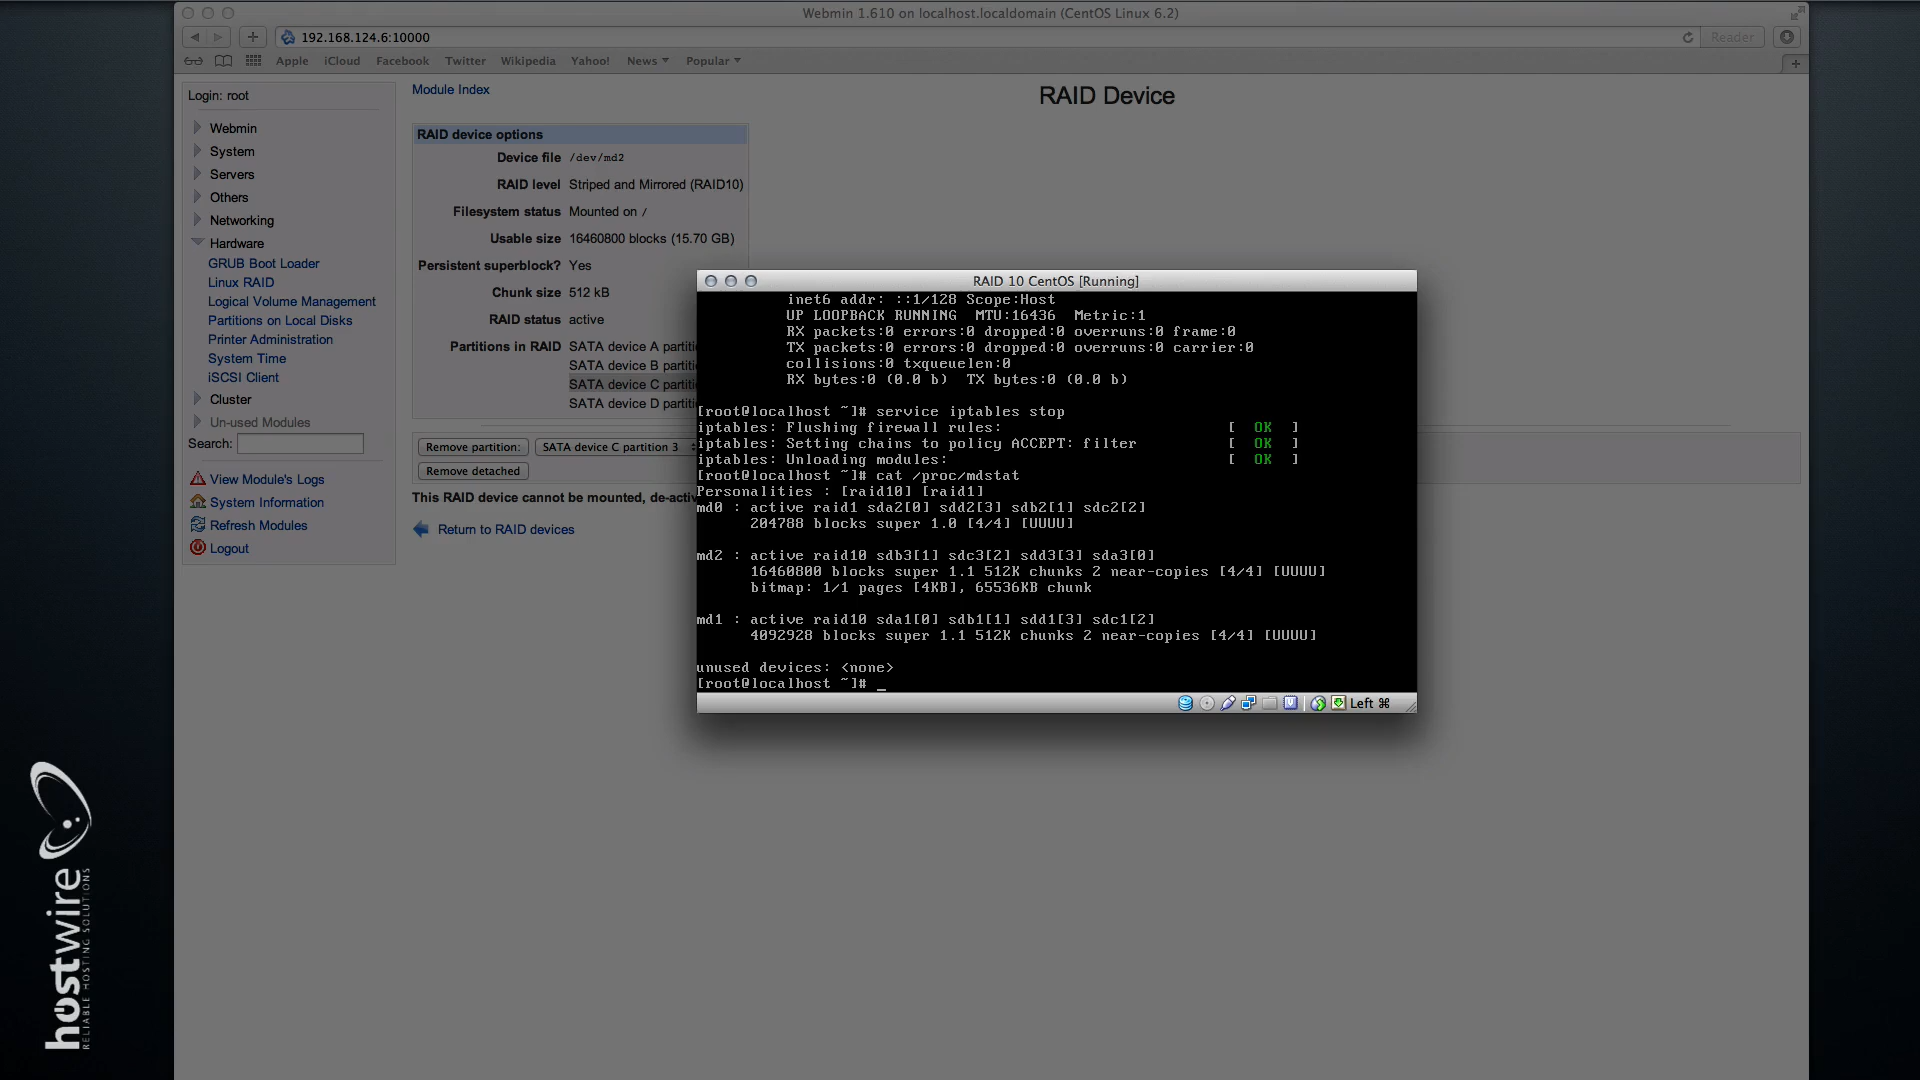 Webmin 1.610 on localhost.localdomain (CentOS Linux 6.2)
192.168.124.6:10000
Reader
Apple iCloud Facebook Twitter Wikipedia Yahoo! News Popular
Login: root
Webmin
System
Servers
Others
Networking
Hardware
GRUB Boot Loader
Linux RAID
Logical Volume Management
Partitions on Local Disks
Printer Administration
System Time
iSCSI Client
Cluster
Un-used Modules
Search:
View Module's Logs
System Information
Refresh Modules
Logout
Module Index
RAID Device
RAID device options
Device file /dev/md2
RAID level Striped and Mirrored (RAID10)
Filesystem status Mounted on /
Usable size 16460800 blocks (15.70 GB)
Persistent superblock? Yes
Chunk size 512 kB
RAID status active
Partitions in RAID SATA device A partiti
SATA device B partiti
SATA device C partiti
SATA device D partiti
Remove partition: SATA device C partition 3
Remove detached
This RAID device cannot be mounted, de-activ
Return to RAID devices
RAID 10 CentOS [Running]
inet6 addr: ::1/128 Scope:Host
UP LOOPBACK RUNNING  MTU:16436  Metric:1
RX packets:0 errors:0 dropped:0 overruns:0 frame:0
TX packets:0 errors:0 dropped:0 overruns:0 carrier:0
collisions:0 txqueuelen:0
RX bytes:0 (0.0 b)  TX bytes:0 (0.0 b)
[root@localhost ~]# service iptables stop
iptables: Flushing firewall rules: [  OK  ]
iptables: Setting chains to policy ACCEPT: filter [  OK  ]
iptables: Unloading modules: [  OK  ]
[root@localhost ~]# cat /proc/mdstat
Personalities : [raid10] [raid1]
md0 : active raid1 sda2[0] sdd2[3] sdb2[1] sdc2[2]
204788 blocks super 1.0 [4/4] [UUUU]
md2 : active raid10 sdb3[1] sdc3[2] sdd3[3] sda3[0]
16460800 blocks super 1.1 512K chunks 2 near-copies [4/4] [UUUU]
bitmap: 1/1 pages [4KB], 65536KB chunk
md1 : active raid10 sda1[0] sdb1[1] sdd1[3] sdc1[2]
4092928 blocks super 1.1 512K chunks 2 near-copies [4/4] [UUUU]
unused devices: <none>
[root@localhost ~]# _
Left ⌘
hostwire
RELIABLE HOSTING SOLUTIONS